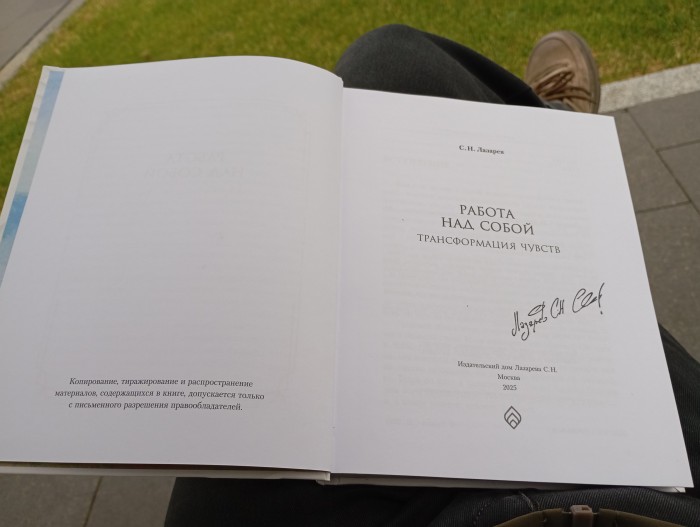 Копирование, тиражирование и распространение
материалов, содержащихся в книге, допускается только
с письменного разрешения правообладателей.
С. Н. Лазарев
РАБОТА
НАД СОБОЙ
ТРАНСФОРМАЦИЯ ЧУВСТВ
Лазарев С Н
Издательский дом Лазарева С. Н.
Москва
2025